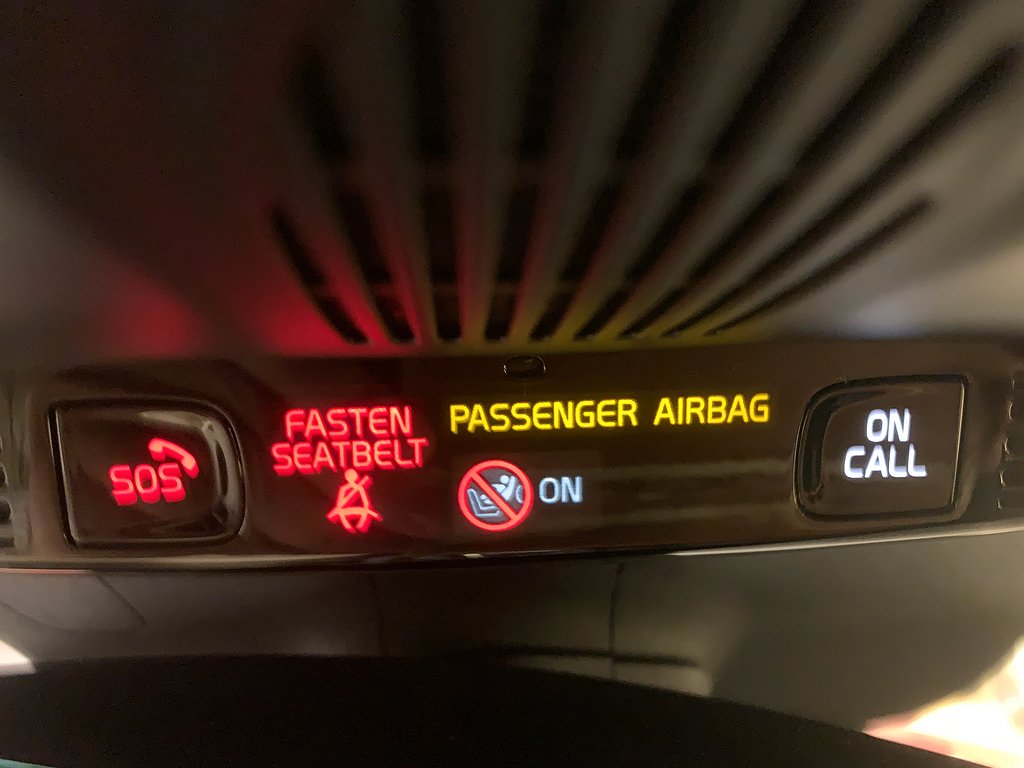 SOS
FASTEN
SEATBELT
PASSENGER AIRBAG
ON
ON
CALL